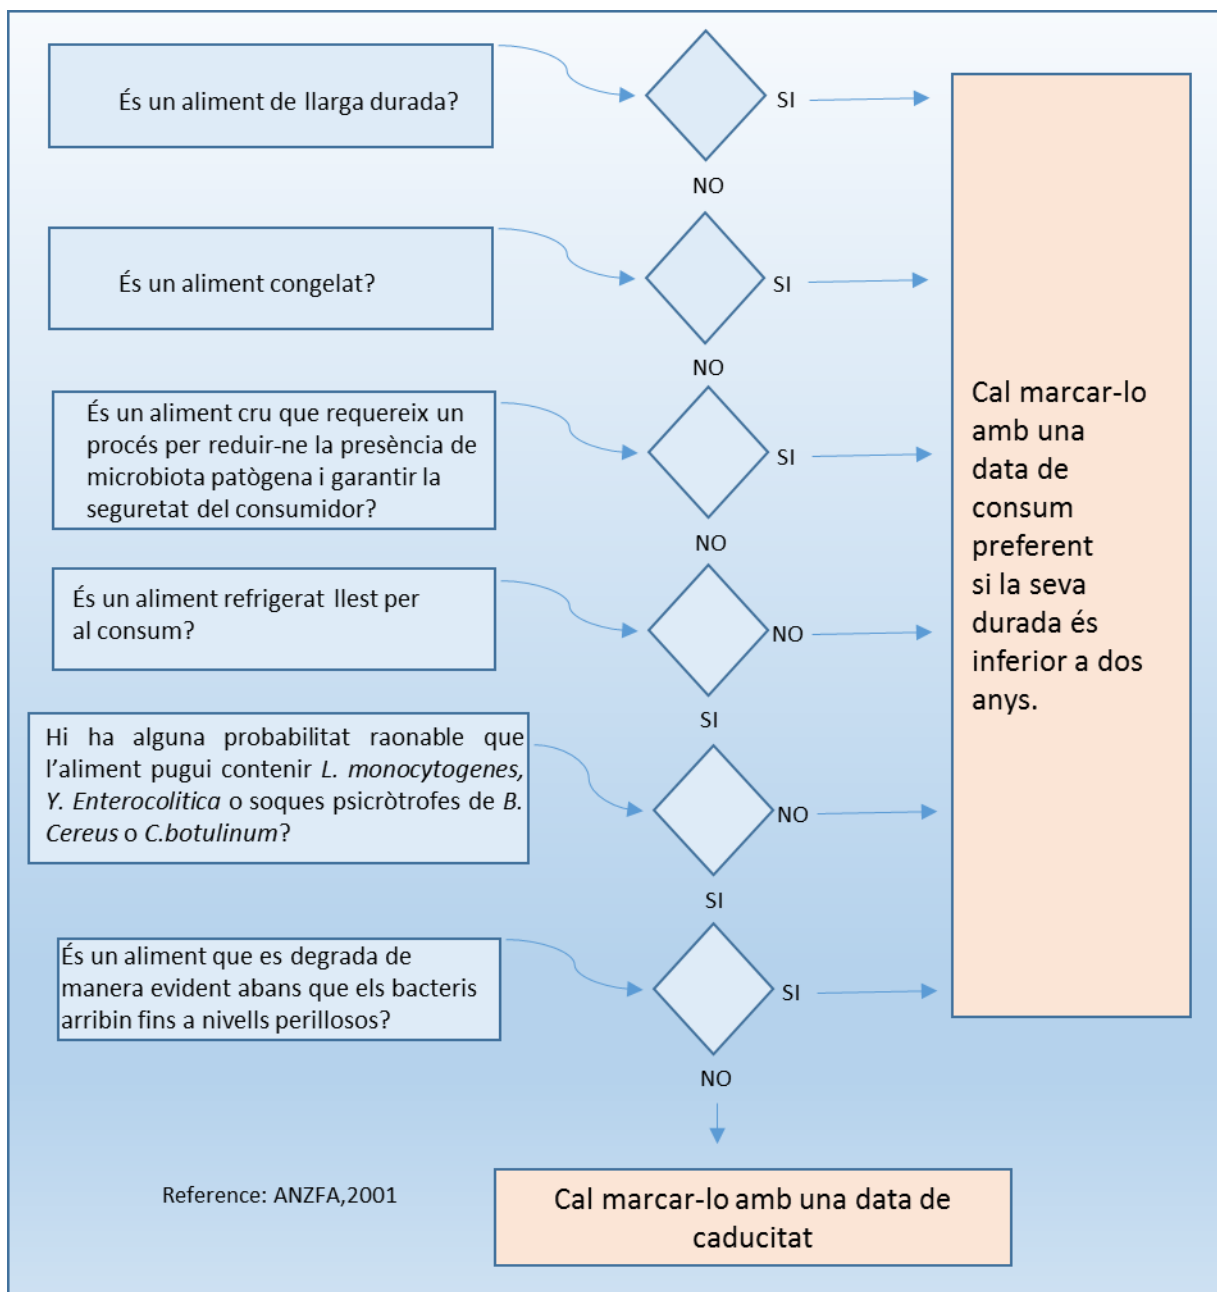 És un aliment de llarga durada?
SI
NO
És un aliment congelat?
SI
NO
És un aliment cru que requereix un
procés per reduir-ne la presència de
microbiota patògena i garantir la
seguretat del consumidor?
SI
NO
És un aliment refrigerat llest per
al consum?
NO
SI
Hi ha alguna probabilitat raonable que
l'aliment pugui contenir L. monocytogenes,
Y. Enterocolitica o soques psicròtrofes de B.
Cereus o C.botulinum?
NO
SI
És un aliment que es degrada de
manera evident abans que els bacteris
arribin fins a nivells perillosos?
SI
NO
Cal marcar-lo
amb una
data de
consum
preferent
si la seva
durada és
inferior a dos
anys.
Reference: ANZFA,2001
Cal marcar-lo amb una data de
caducitat